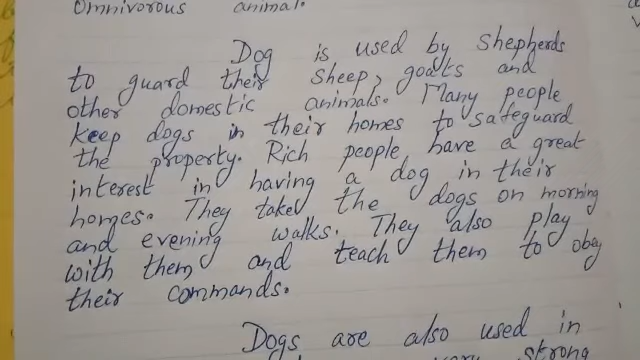 Omnivorous animal.
Dog is used by shepherds
to guard their sheep, goats and
other domestic animals. Many people
keep dogs in their homes to safeguard
the property. Rich people have a great
interest in having a dog in their
homes. They take the dogs on morning
and evening walks. They also play
with them and teach them to obey
their commands.
Dogs are also used in
strong